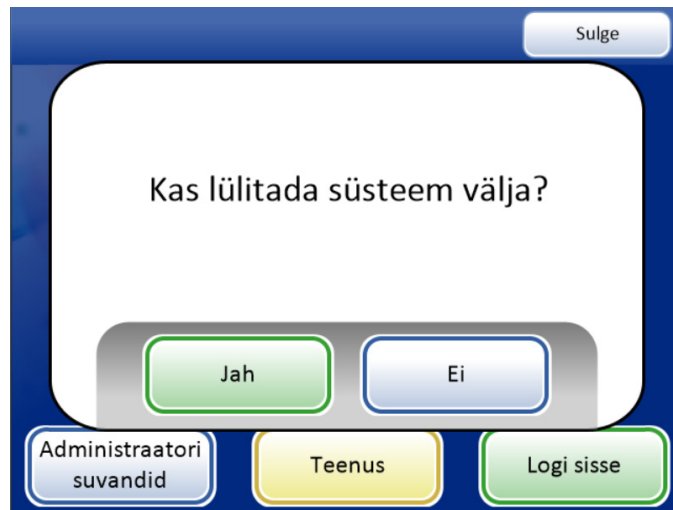 Sulge
Kas lülitada süsteem välja?
Jah
Ei
Administraatori
suvandid
Teenus
Logi sisse